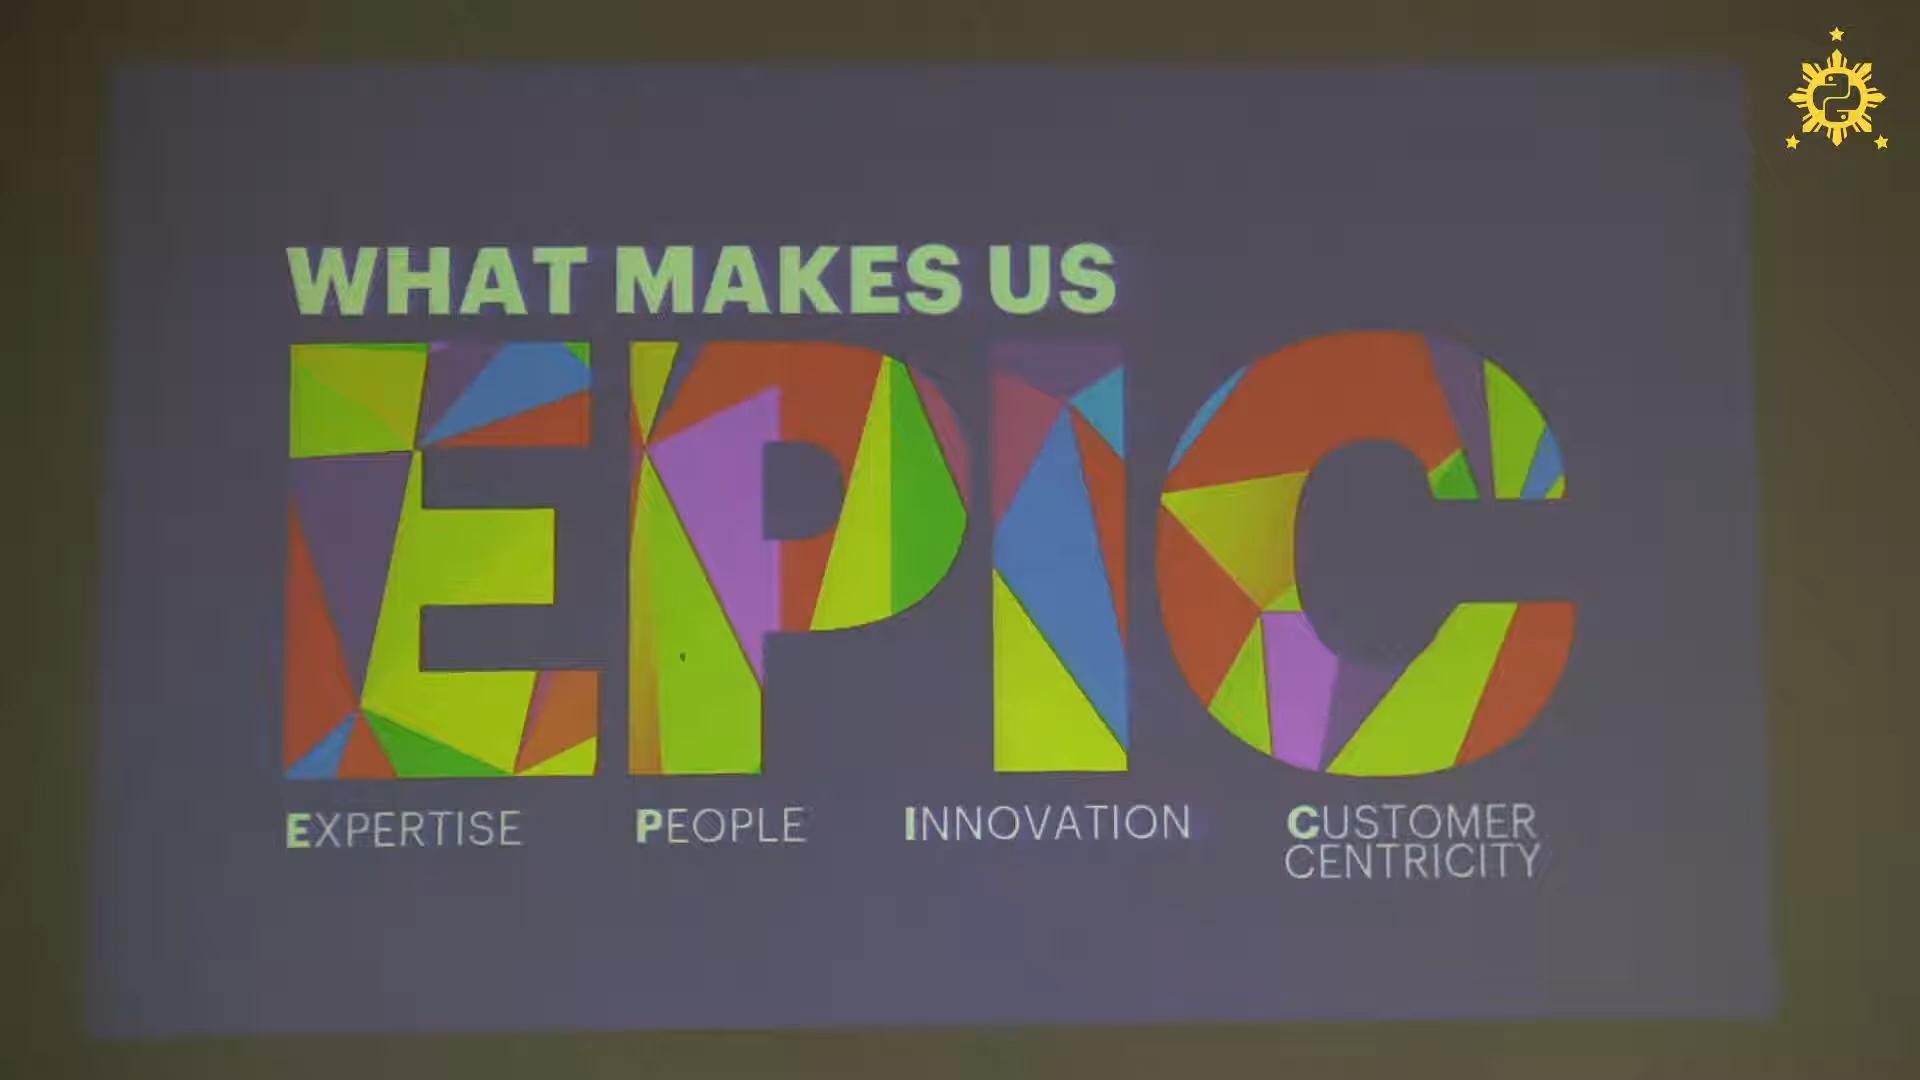 WHAT MAKES US
EPIC
EXPERTISE
PEOPLE
INNOVATION
CUSTOMER
CENTRICITY